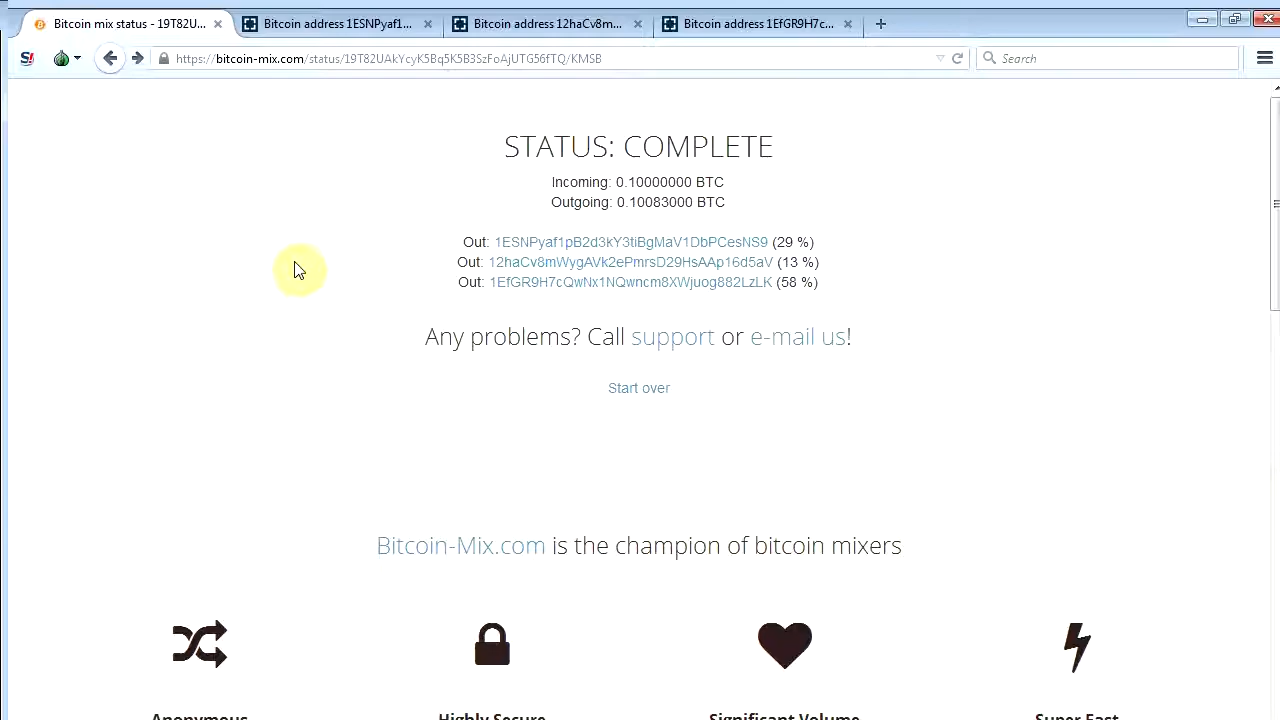 Bitcoin mix status - 19T82U...
Bitcoin address 1ESNPyaf1...
Bitcoin address 12haCv8m...
Bitcoin address 1EfGR9H7c...
S!
https://bitcoin-mix.com/status/19T82UAkYcyK5Bq5K5B3SzFoAjUTG56fTQ/KMSB
Search
STATUS: COMPLETE
Incoming: 0.10000000 BTC
Outgoing: 0.10083000 BTC
Out: 1ESNPyaf1pB2d3kY3tiBgMaV1DbPCesNS9 (29 %)
Out: 12haCv8mWygAVk2ePmrsD29HsAAp16d5aV (13 %)
Out: 1EfGR9H7cQwNx1NQwncm8XWjuog882LzLK (58 %)
Any problems? Call support or e-mail us!
Start over
Bitcoin-Mix.com is the champion of bitcoin mixers
Anonymous
Highly Secure
Significant Volume
Super Fast